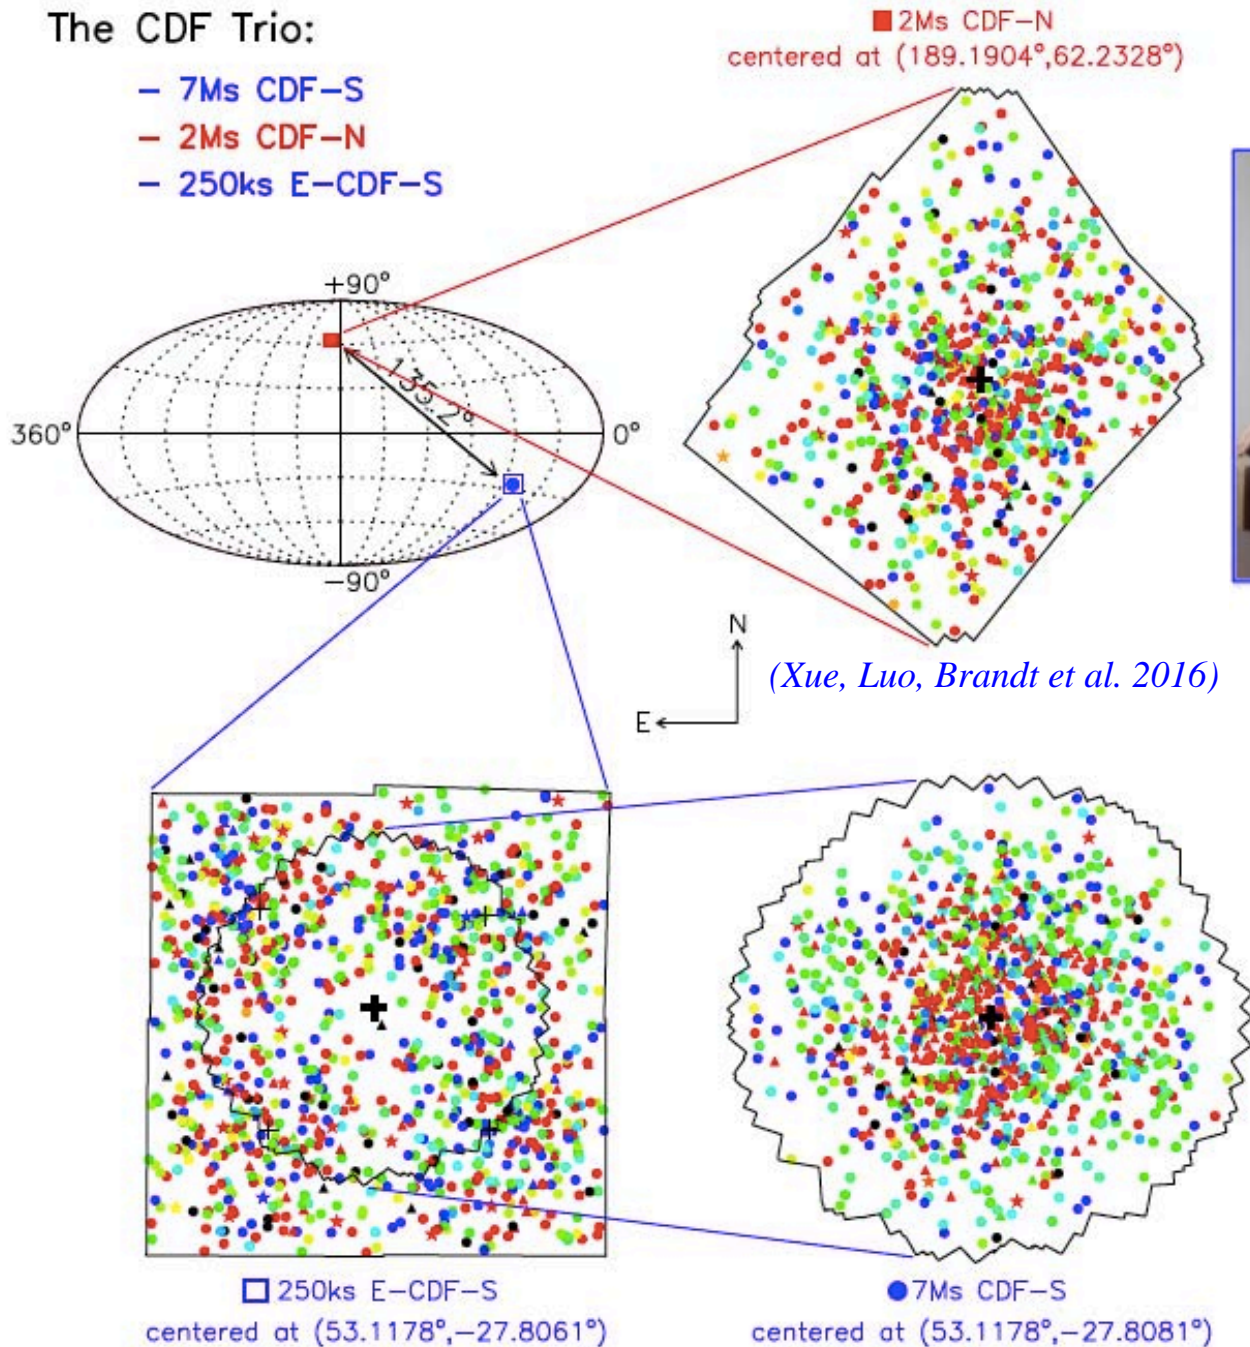 The CDF Trio:
– 7Ms CDF–S
– 2Ms CDF–N
– 250ks E–CDF–S
2Ms CDF–N
centered at (189.1904°,62.2328°)
+90°
135.2°
360°
0°
−90°
N
E
(Xue, Luo, Brandt et al. 2016)
250ks E–CDF–S
centered at (53.1178°,−27.8061°)
7Ms CDF–S
centered at (53.1178°,−27.8081°)